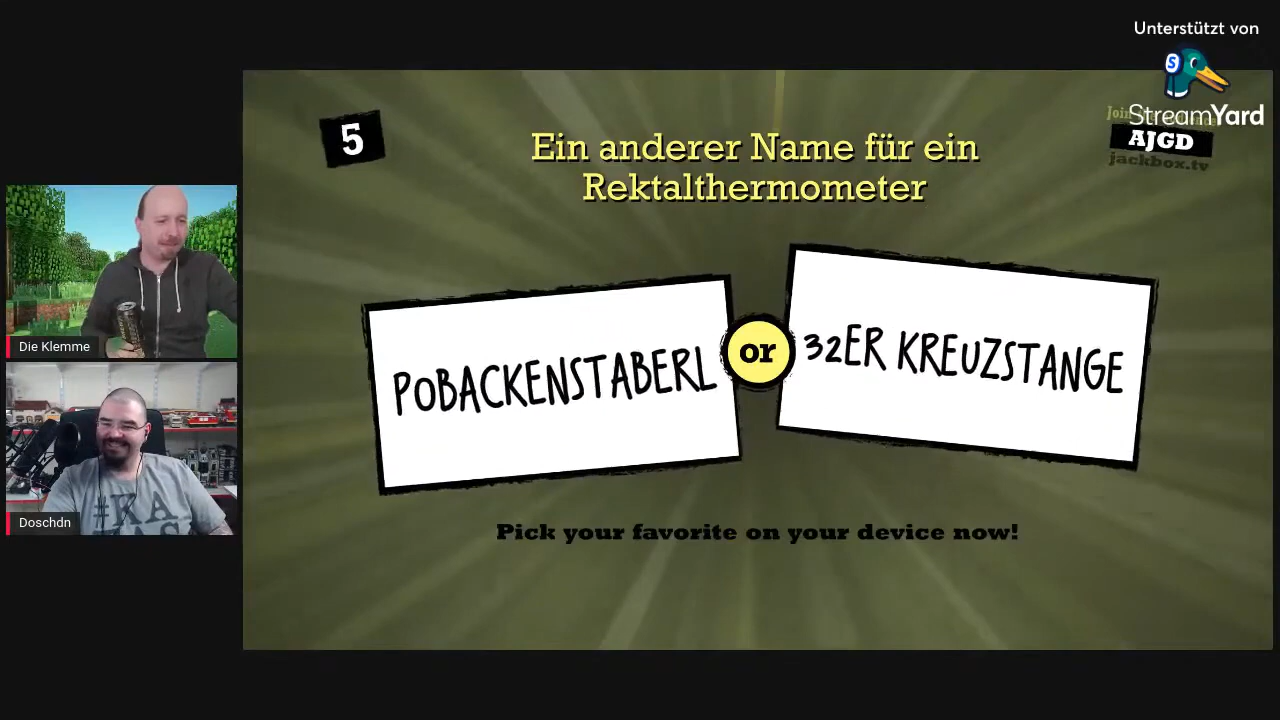 Unterstützt von
StreamYard
AJGD
jackbox.tv
5
Ein anderer Name für ein
Rektalthermometer
POBACKENSTABERL
or
32ER KREUZSTANGE
Pick your favorite on your device now!
Die Klemme
Doschdn
#KA